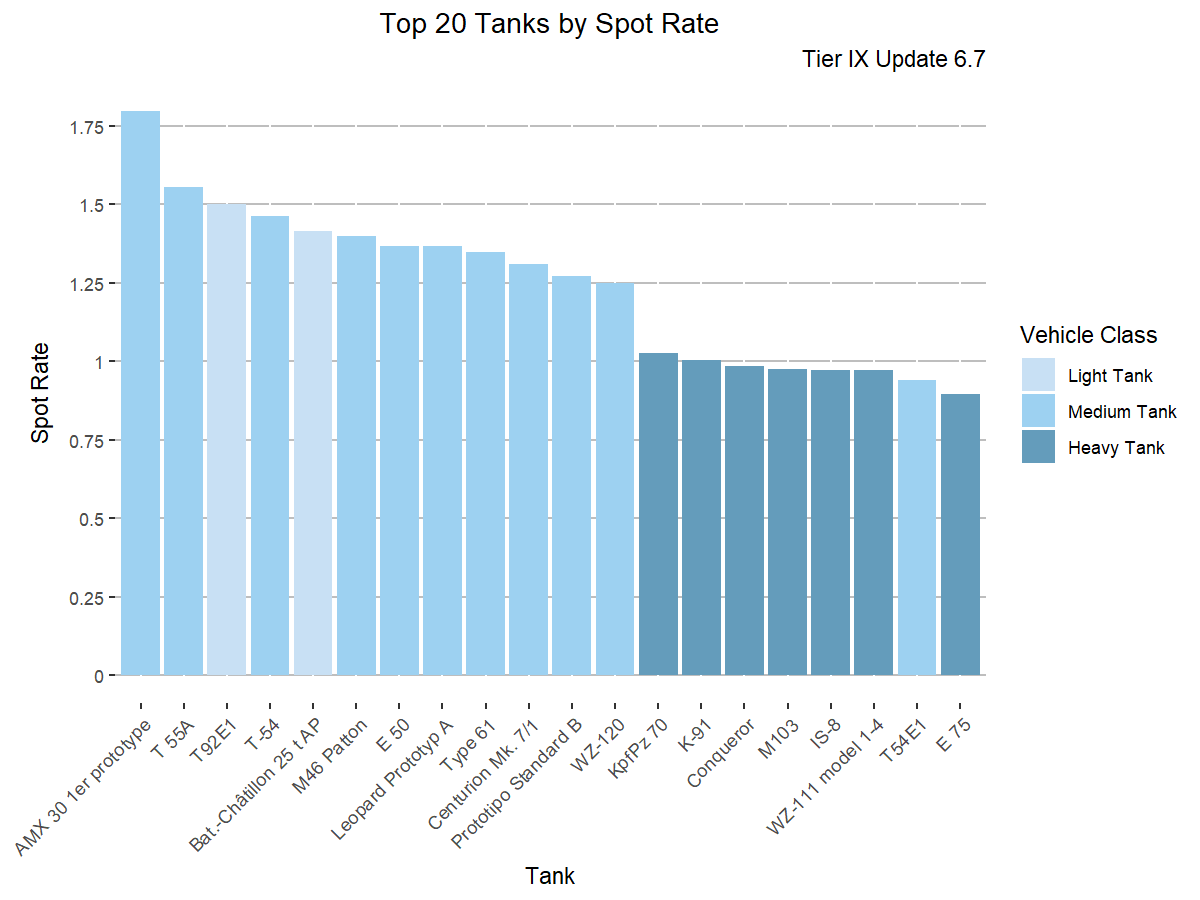 Top 20 Tanks by Spot Rate
Tier IX Update 6.7
1.75
1.5
1.25
1
0.75
0.5
0.25
0
Spot Rate
AMX 30 1er prototype
T 55A
T92E1
T-54
Bat.-Châtillon 25 t AP
M46 Patton
E 50
Leopard Prototyp A
Type 61
Centurion Mk. 7/1
Prototipo Standard B
WZ-120
KpfPz 70
K-91
Conqueror
M103
IS-8
WZ-111 model 1-4
T54E1
E 75
Tank
Vehicle Class
Light Tank
Medium Tank
Heavy Tank